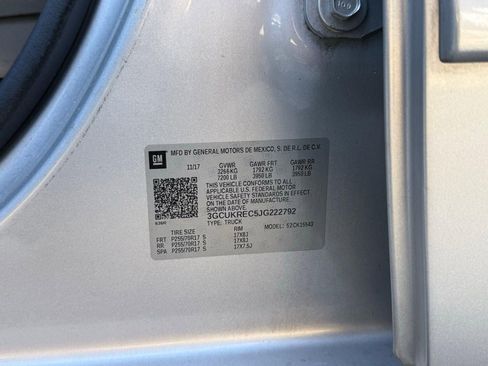 10.9
GM
MFD BY GENERAL MOTORS DE MEXICO, S. DE R.L. DE C.V.
11/17 GVWR GAWR FRT GAWR RR
3266 KG 1792 KG 1792 KG
7200 LB 3950 LB 3950 LB
THIS VEHICLE CONFORMS TO ALL
APPLICABLE U.S. FEDERAL MOTOR
VEHICLE SAFETY STANDARDS IN EFFECT
ON THE DATE OF MANUFACTURE
SHOWN ABOVE.
3GCUKREC5JG222792
TYPE: TRUCK
TIRE SIZE RIM MODEL: 52CK15543
FRT P255/70R17 S 17X8J
RR P255/70R17 S 17X8J
SPA P255/70R17 S 17X7.5J